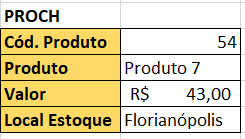 PROCH
Cód. Produto 54
Produto Produto 7
Valor R$ 43,00
Local Estoque Florianópolis